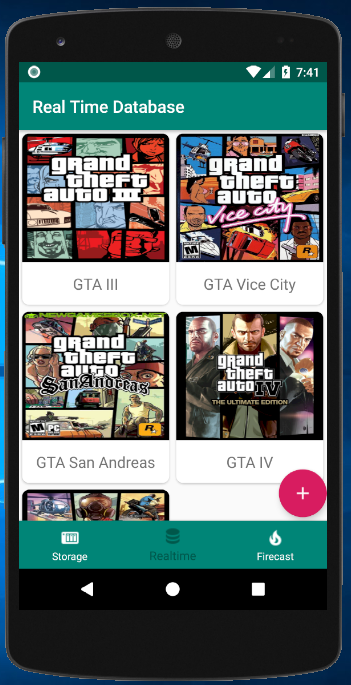 7:41
Real Time Database
grand
theft
auto III
grand
theft
auto
vice city
M
R
GTA III
GTA Vice City
grand
theft
auto
San Andreas
M PC
R
grand
theft
auto IV
THE ULTIMATE EDITION
GTA San Andreas
GTA IV
+
Storage
Realtime
Firecast